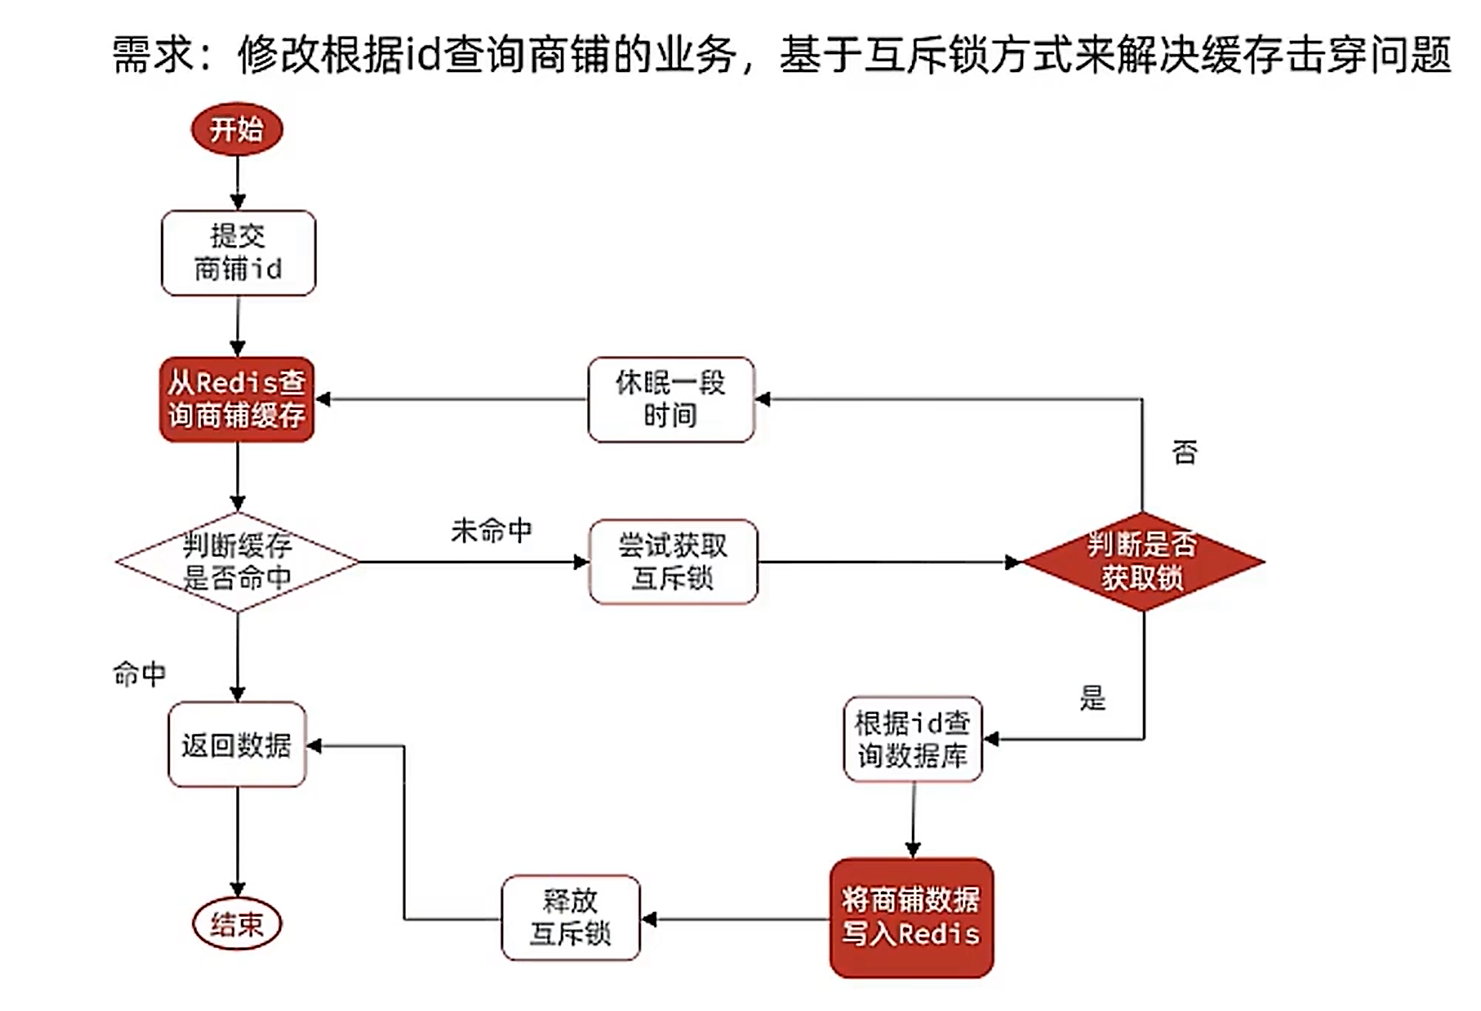 需求：修改根据id查询商铺的业务，基于互斥锁方式来解决缓存击穿问题
开始
提交
商铺id
从Redis查
询商铺缓存
休眠一段
时间
否
判断缓存
是否命中
未命中
尝试获取
互斥锁
判断是否
获取锁
命中
是
返回数据
根据id查
询数据库
将商铺数据
写入Redis
释放
互斥锁
结束